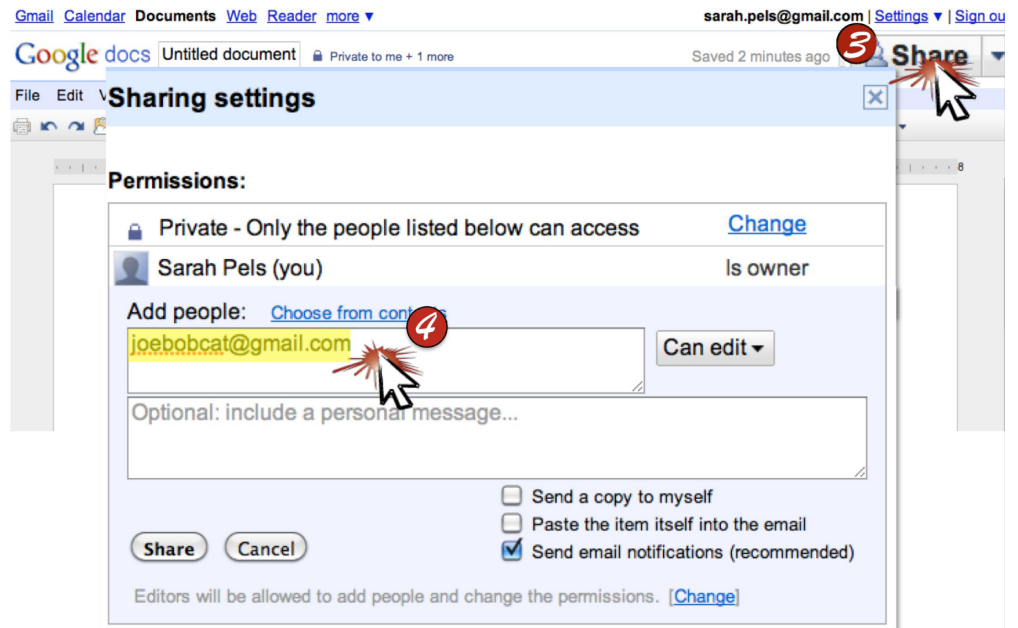 Gmail Calendar Documents Web Reader more ▼ sarah.pels@gmail.com | Settings ▼ | Sign ou
Google docs Untitled document Private to me + 1 more Saved 2 minutes ago 3 Share
File Edit V
Sharing settings
8
Permissions:
Private - Only the people listed below can access Change
Sarah Pels (you) Is owner
Add people: Choose from contacts 4
joebobcat@gmail.com Can edit
Optional: include a personal message...
Send a copy to myself
Paste the item itself into the email
Share Cancel Send email notifications (recommended)
Editors will be allowed to add people and change the permissions. [Change]